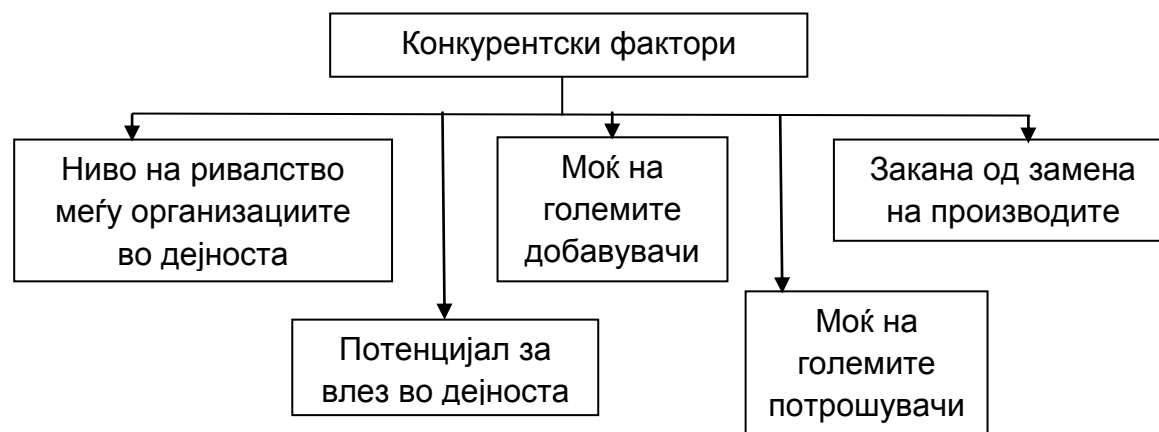 Конкурентски фактори
Ниво на ривалство
меѓу организациите
во дејноста
Потенцијал за
влез во дејноста
Моќ на
големите
добавувачи
Моќ на
големите
потрошувачи
Закана од замена
на производите